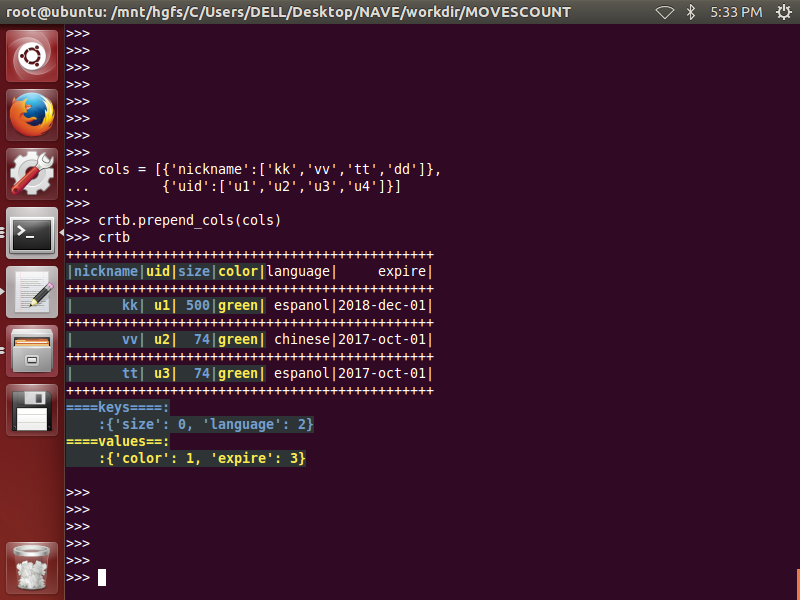 root@ubuntu: /mnt/hgfs/C/Users/DELL/Desktop/NAVE/workdir/MOVESCOUNT 5:33 PM
>>>
>>>
>>>
>>>
>>>
>>>
>>>
>>>
>>> cols = [{'nickname':['kk','vv','tt','dd']},
...         {'uid':['u1','u2','u3','u4']}]
>>>
>>> crtb.prepend_cols(cols)
>>> crtb
++++++++++++++++++++++++++++++++++++++++++++++
|nickname|uid|size|color|language|     expire|
++++++++++++++++++++++++++++++++++++++++++++++
|      kk| u1| 500|green| espanol|2018-dec-01|
++++++++++++++++++++++++++++++++++++++++++++++
|      vv| u2|  74|green| chinese|2017-oct-01|
++++++++++++++++++++++++++++++++++++++++++++++
|      tt| u3|  74|green| espanol|2017-oct-01|
++++++++++++++++++++++++++++++++++++++++++++++
====keys====:
    :{'size': 0, 'language': 2}
====values==:
    :{'color': 1, 'expire': 3}
>>>
>>>
>>>
>>>
>>>
>>>